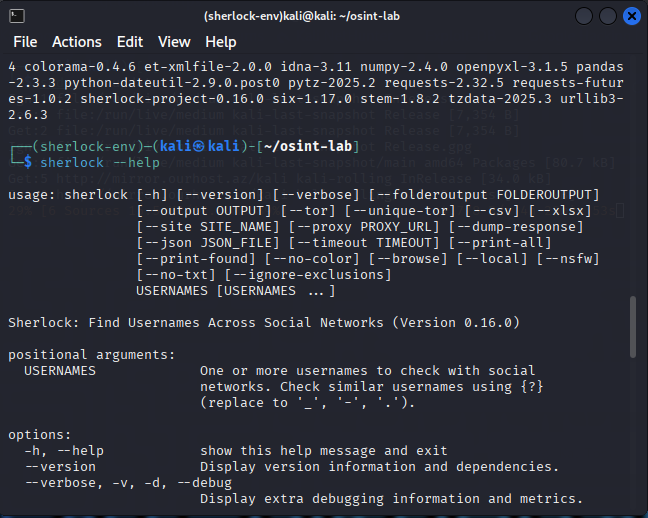 (sherlock-env)kali@kali: ~/osint-lab
File Actions Edit View Help
4 colorama-0.4.6 et-xmlfile-2.0.0 idna-3.11 numpy-2.4.0 openpyxl-3.1.5 pandas
-2.3.3 python-dateutil-2.9.0.post0 pytz-2025.2 requests-2.32.5 requests-futur
es-1.0.2 sherlock-project-0.16.0 six-1.17.0 stem-1.8.2 tzdata-2025.3 urllib3-
2.6.3
┌──(sherlock-env)─(kali㉿kali)-[~/osint-lab]
└─$ sherlock --help
usage: sherlock [-h] [--version] [--verbose] [--folderoutput FOLDEROUTPUT]
[--output OUTPUT] [--tor] [--unique-tor] [--csv] [--xlsx]
[--site SITE_NAME] [--proxy PROXY_URL] [--dump-response]
[--json JSON_FILE] [--timeout TIMEOUT] [--print-all]
[--print-found] [--no-color] [--browse] [--local] [--nsfw]
[--no-txt] [--ignore-exclusions]
USERNAMES [USERNAMES ...]
Sherlock: Find Usernames Across Social Networks (Version 0.16.0)
positional arguments:
USERNAMES One or more usernames to check with social
networks. Check similar usernames using {?}
(replace to '_', '-', '.').
options:
-h, --help show this help message and exit
--version Display version information and dependencies.
--verbose, -v, -d, --debug
Display extra debugging information and metrics.